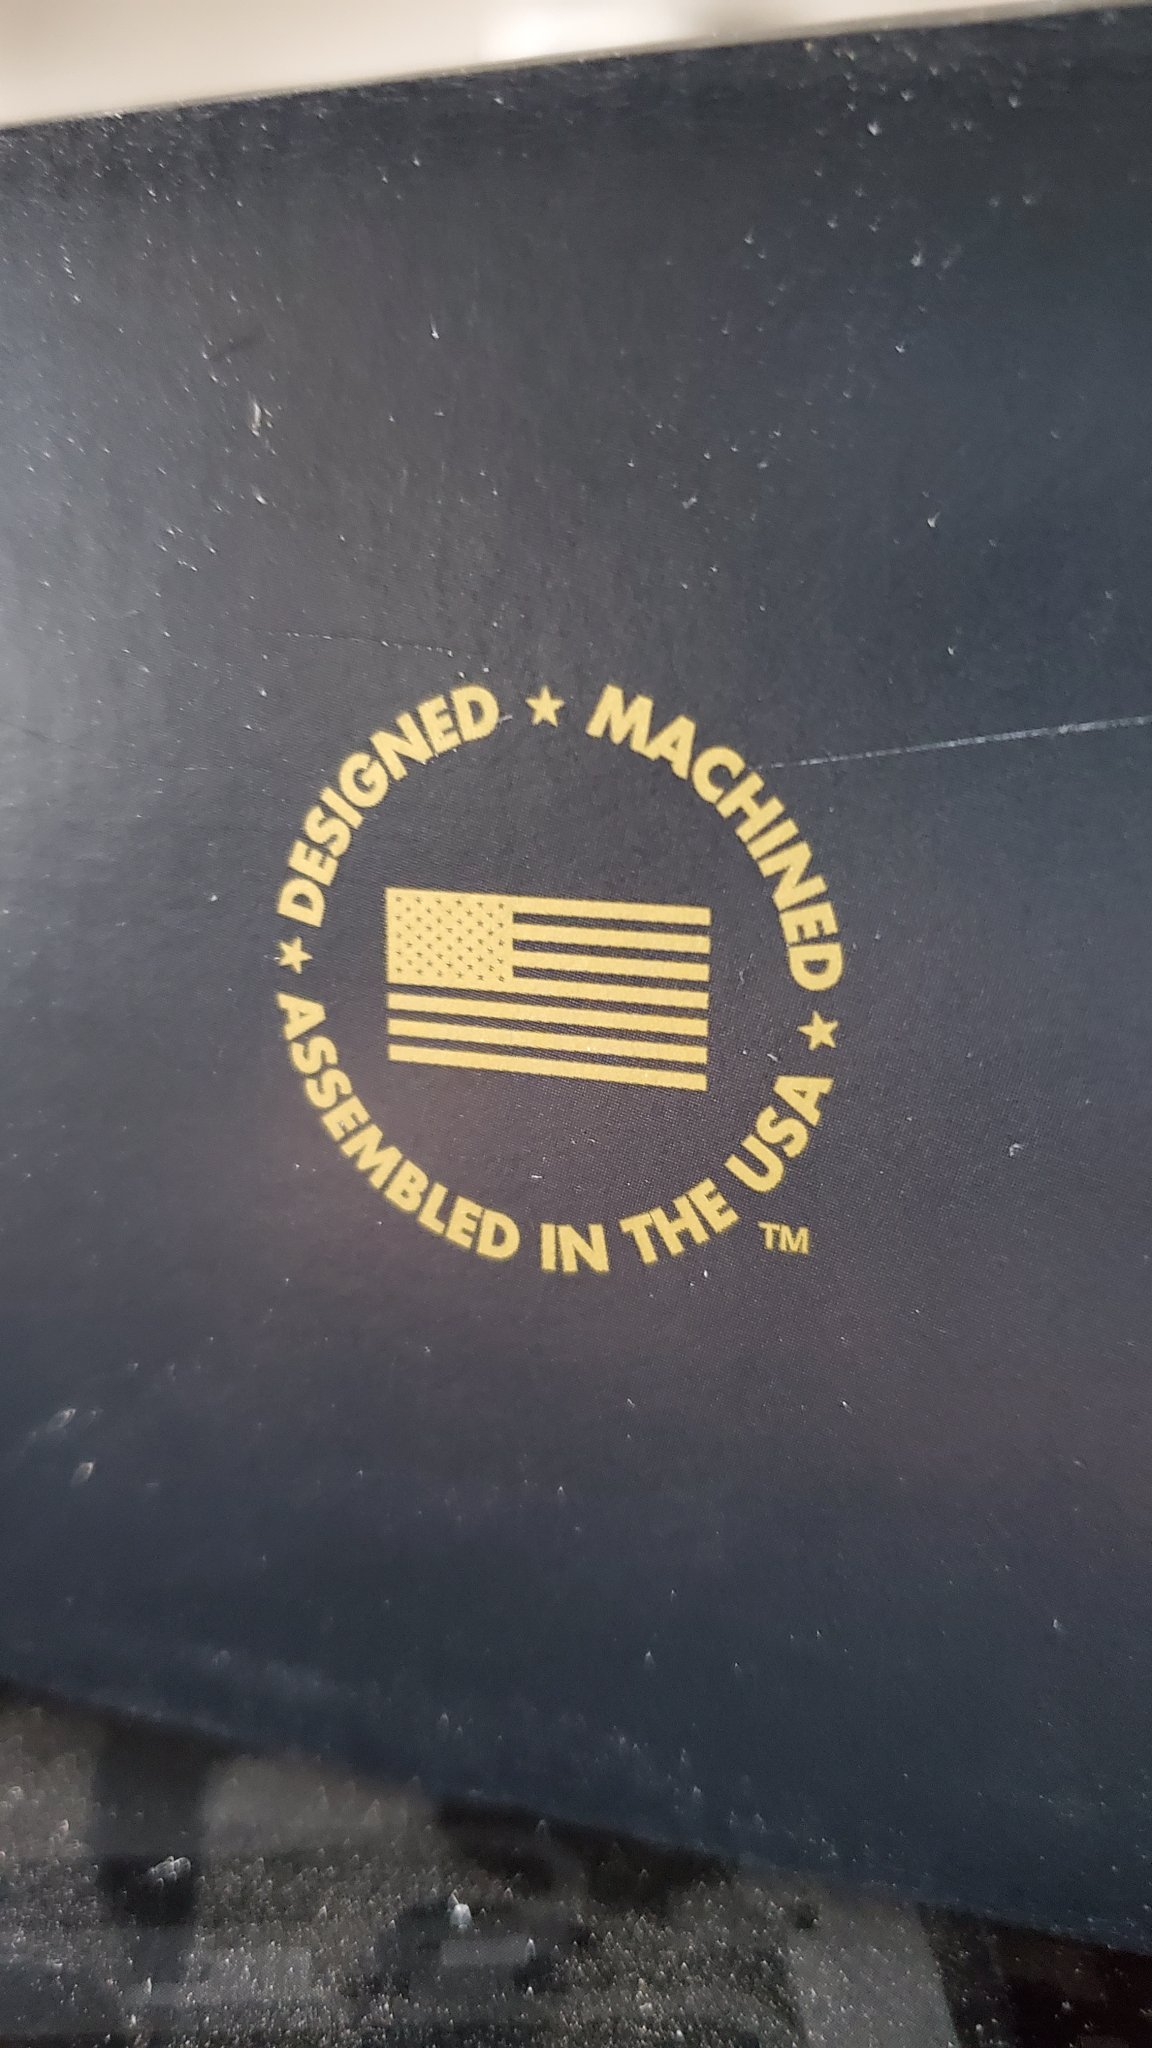 ★ DESIGNED ★ MACHINED ★
ASSEMBLED IN THE USA
TM